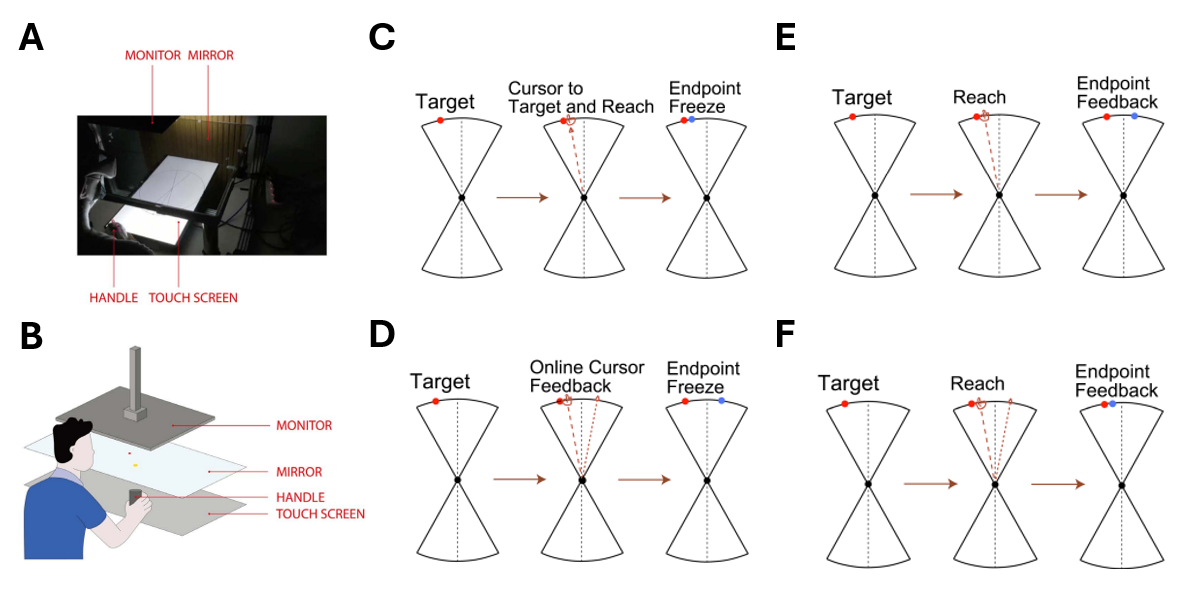 A
MONITOR MIRROR
HANDLE TOUCH SCREEN
B
MONITOR
MIRROR
HANDLE
TOUCH SCREEN
C
Target
Cursor to
Target and Reach
Endpoint
Freeze
D
Target
Online Cursor
Feedback
Endpoint
Freeze
E
Target
Reach
Endpoint
Feedback
F
Target
Reach
Endpoint
Feedback